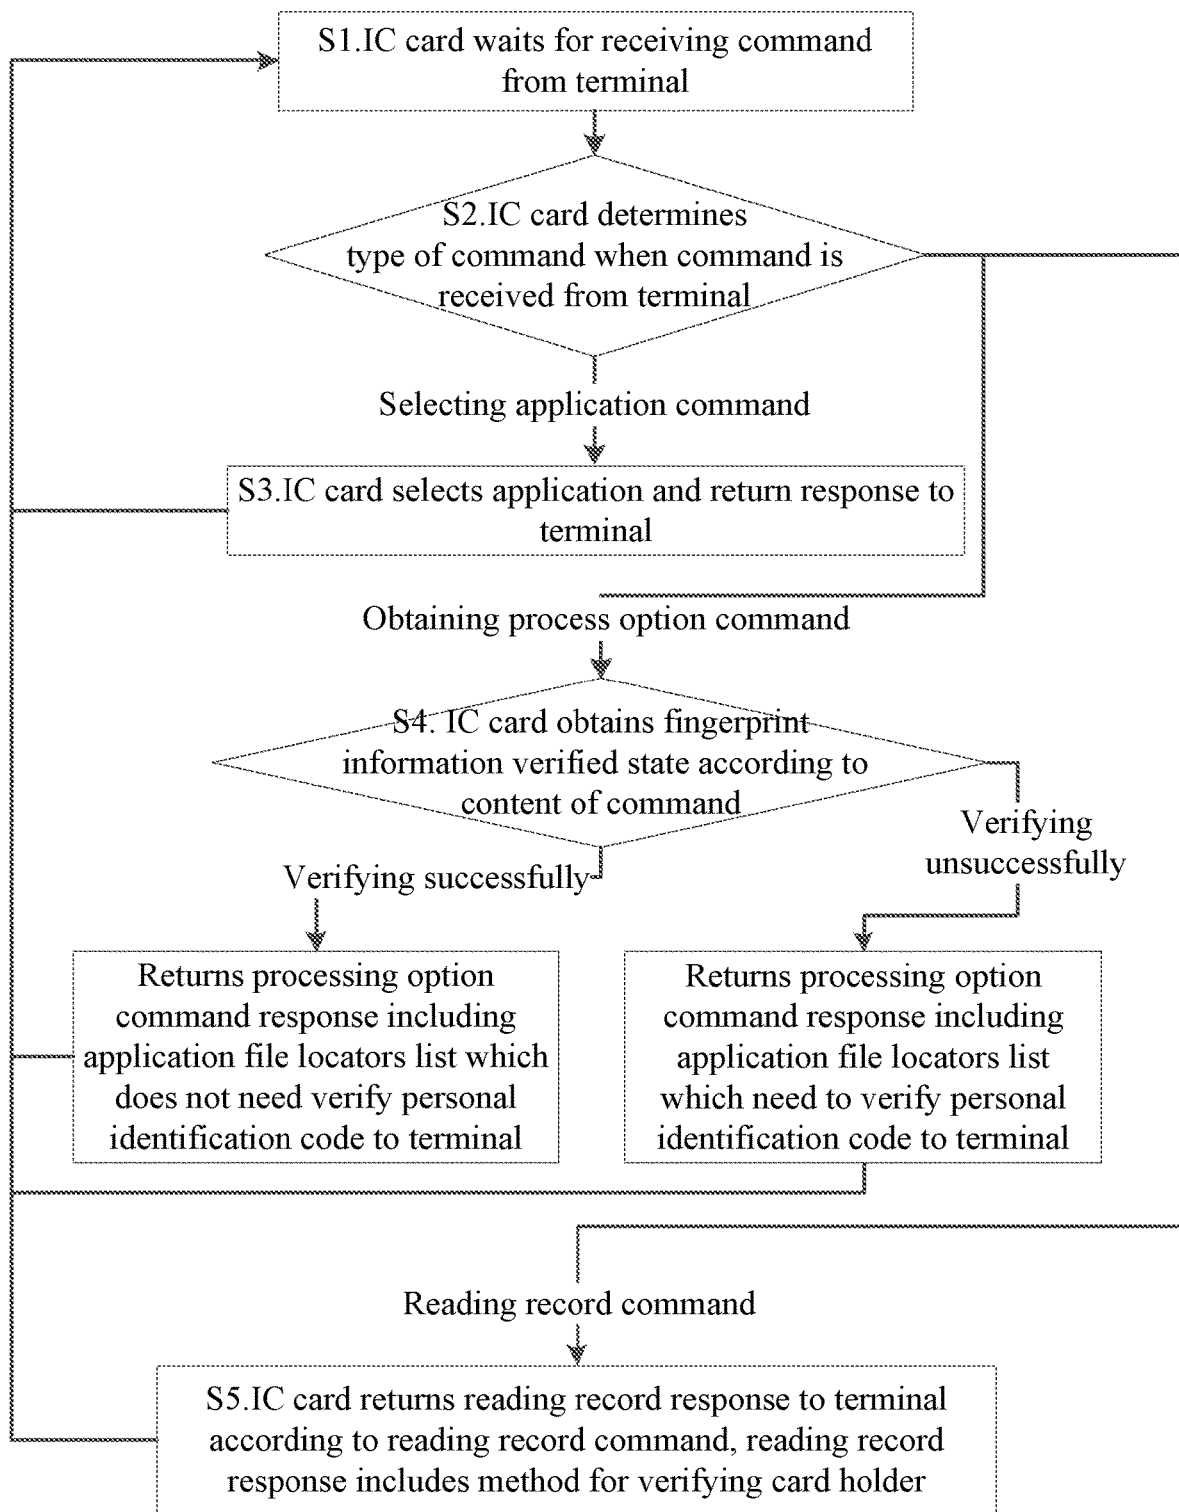 S1.IC card waits for receiving command
from terminal
S2.IC card determines
type of command when command is
received from terminal
Selecting application command
S3.IC card selects application and return response to
terminal
Obtaining process option command
S4. IC card obtains fingerprint
information verified state according to
content of command
Verifying
unsuccessfully
Verifying successfully
Returns processing option
command response including
application file locators list which
does not need verify personal
identification code to terminal
Returns processing option
command response including
application file locators list
which need to verify personal
identification code to terminal
Reading record command
S5.IC card returns reading record response to terminal
according to reading record command, reading record
response includes method for verifying card holder